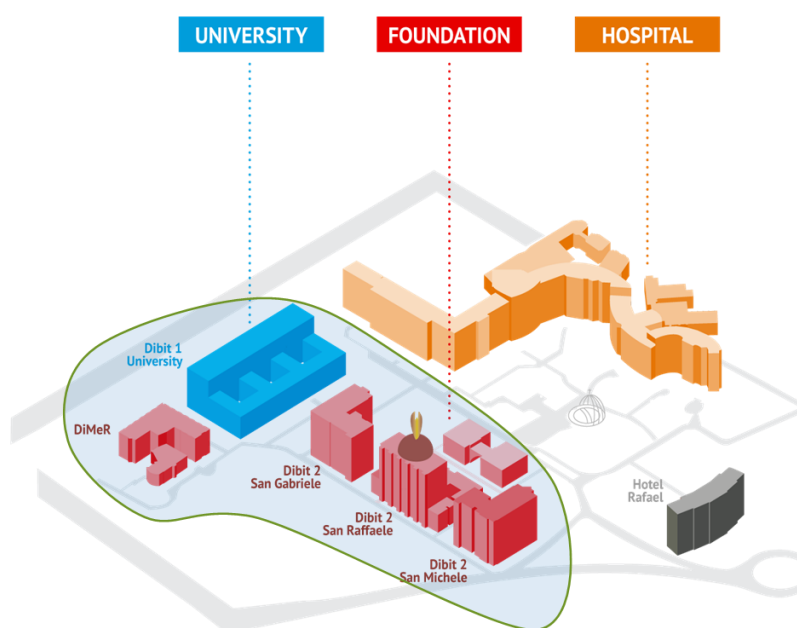 UNIVERSITY
FOUNDATION
HOSPITAL
Dibit 1
University
DiMeR
Dibit 2
San Gabriele
Dibit 2
San Raffaele
Dibit 2
San Michele
Hotel
Rafael